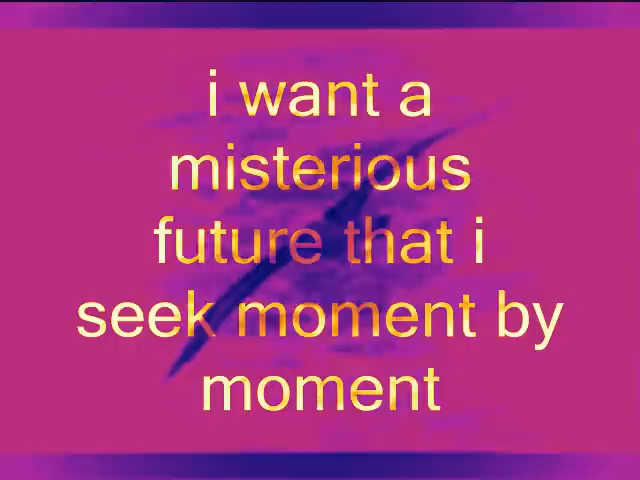 i want a
misterious
future that i
seek moment by
moment